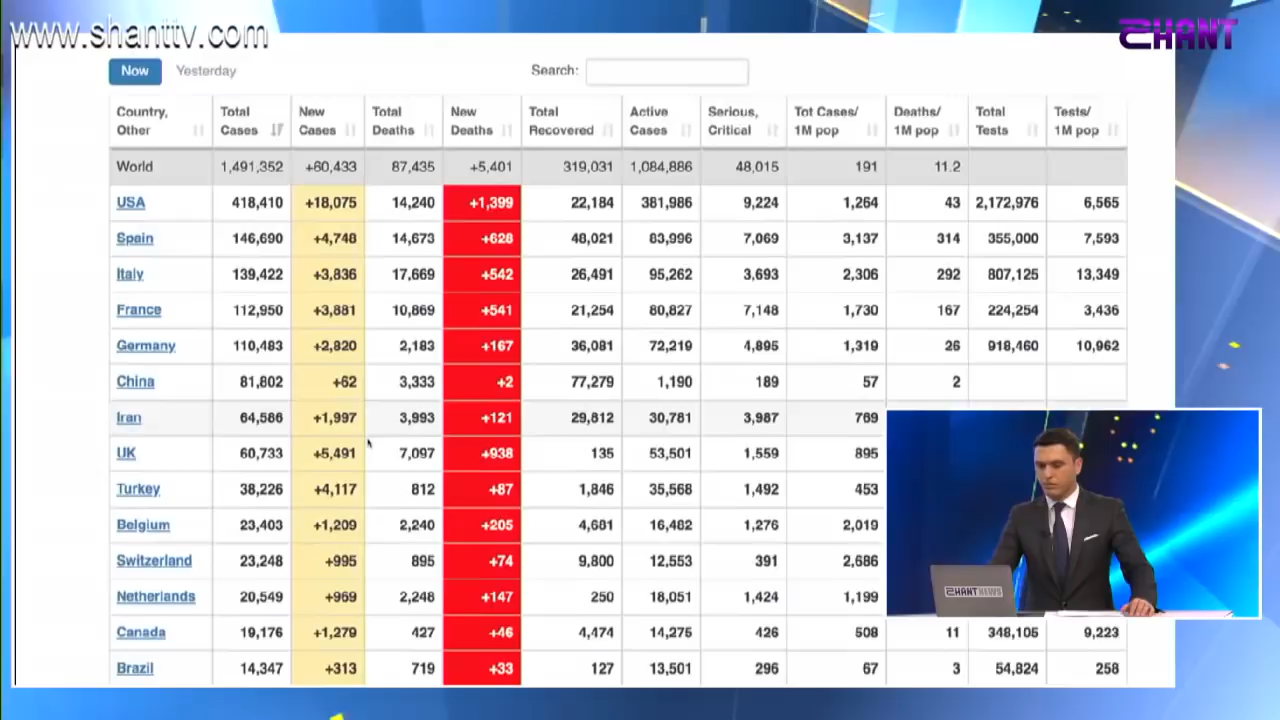 www.shanttv.com
SHANT
Now Yesterday Search:
Country, Other Total Cases New Cases Total Deaths New Deaths Total Recovered Active Cases Serious, Critical Tot Cases/ 1M pop Deaths/ 1M pop Total Tests Tests/ 1M pop
World 1,491,352 +60,433 87,435 +5,401 319,031 1,084,886 48,015 191 11.2
USA 418,410 +18,075 14,240 +1,399 22,184 381,986 9,224 1,264 43 2,172,976 6,565
Spain 146,690 +4,748 14,673 +628 48,021 83,996 7,069 3,137 314 355,000 7,593
Italy 139,422 +3,836 17,669 +542 26,491 95,262 3,693 2,306 292 807,125 13,349
France 112,950 +3,881 10,869 +541 21,254 80,827 7,148 1,730 167 224,254 3,436
Germany 110,483 +2,820 2,183 +167 36,081 72,219 4,895 1,319 26 918,460 10,962
China 81,802 +62 3,333 +2 77,279 1,190 189 57 2
Iran 64,586 +1,997 3,993 +121 29,812 30,781 3,987 769
UK 60,733 +5,491 7,097 +938 135 53,501 1,559 895
Turkey 38,226 +4,117 812 +87 1,846 35,568 1,492 453
Belgium 23,403 +1,209 2,240 +205 4,681 16,482 1,276 2,019
Switzerland 23,248 +995 895 +74 9,800 12,553 391 2,686
Netherlands 20,549 +969 2,248 +147 250 18,051 1,424 1,199
Canada 19,176 +1,279 427 +46 4,474 14,275 426 508 11 348,105 9,223
Brazil 14,347 +313 719 +33 127 13,501 296 67 3 54,824 258
SHANT NEWS